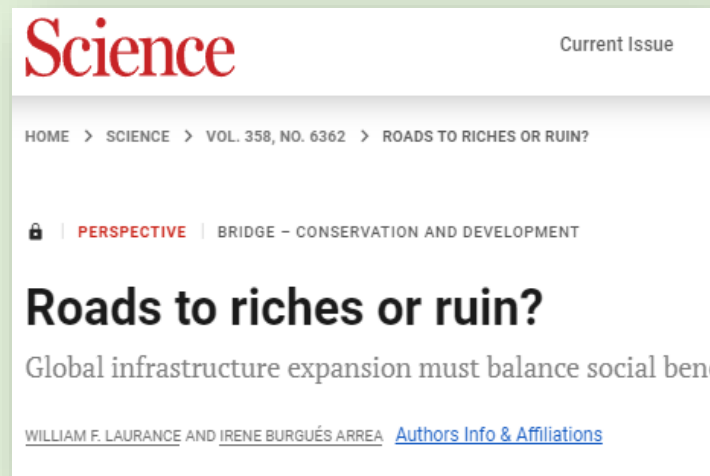 Science
Current Issue
HOME > SCIENCE > VOL. 358, NO. 6362 > ROADS TO RICHES OR RUIN?
PERSPECTIVE | BRIDGE – CONSERVATION AND DEVELOPMENT
Roads to riches or ruin?
Global infrastructure expansion must balance social
WILLIAM F. LAURANCE AND IRENE BURGUÉS ARREA Authors Info & Affiliations